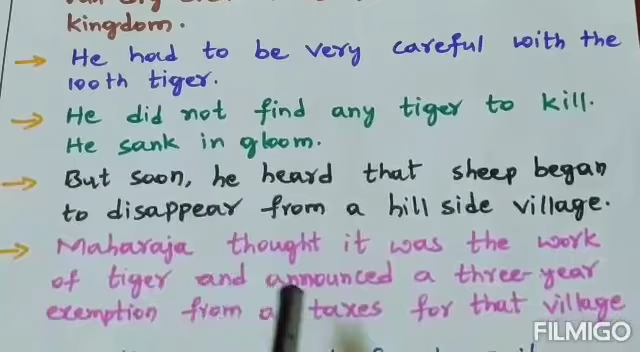 kingdom.
→ He had to be very careful with the
100th tiger.
→ He did not find any tiger to kill.
He sank in gloom.
→ But soon, he heard that sheep began
to disappear from a hill side village.
→ Maharaja thought it was the work
of tiger and announced a three-year
exemption from a taxes for that village
FILMIGO